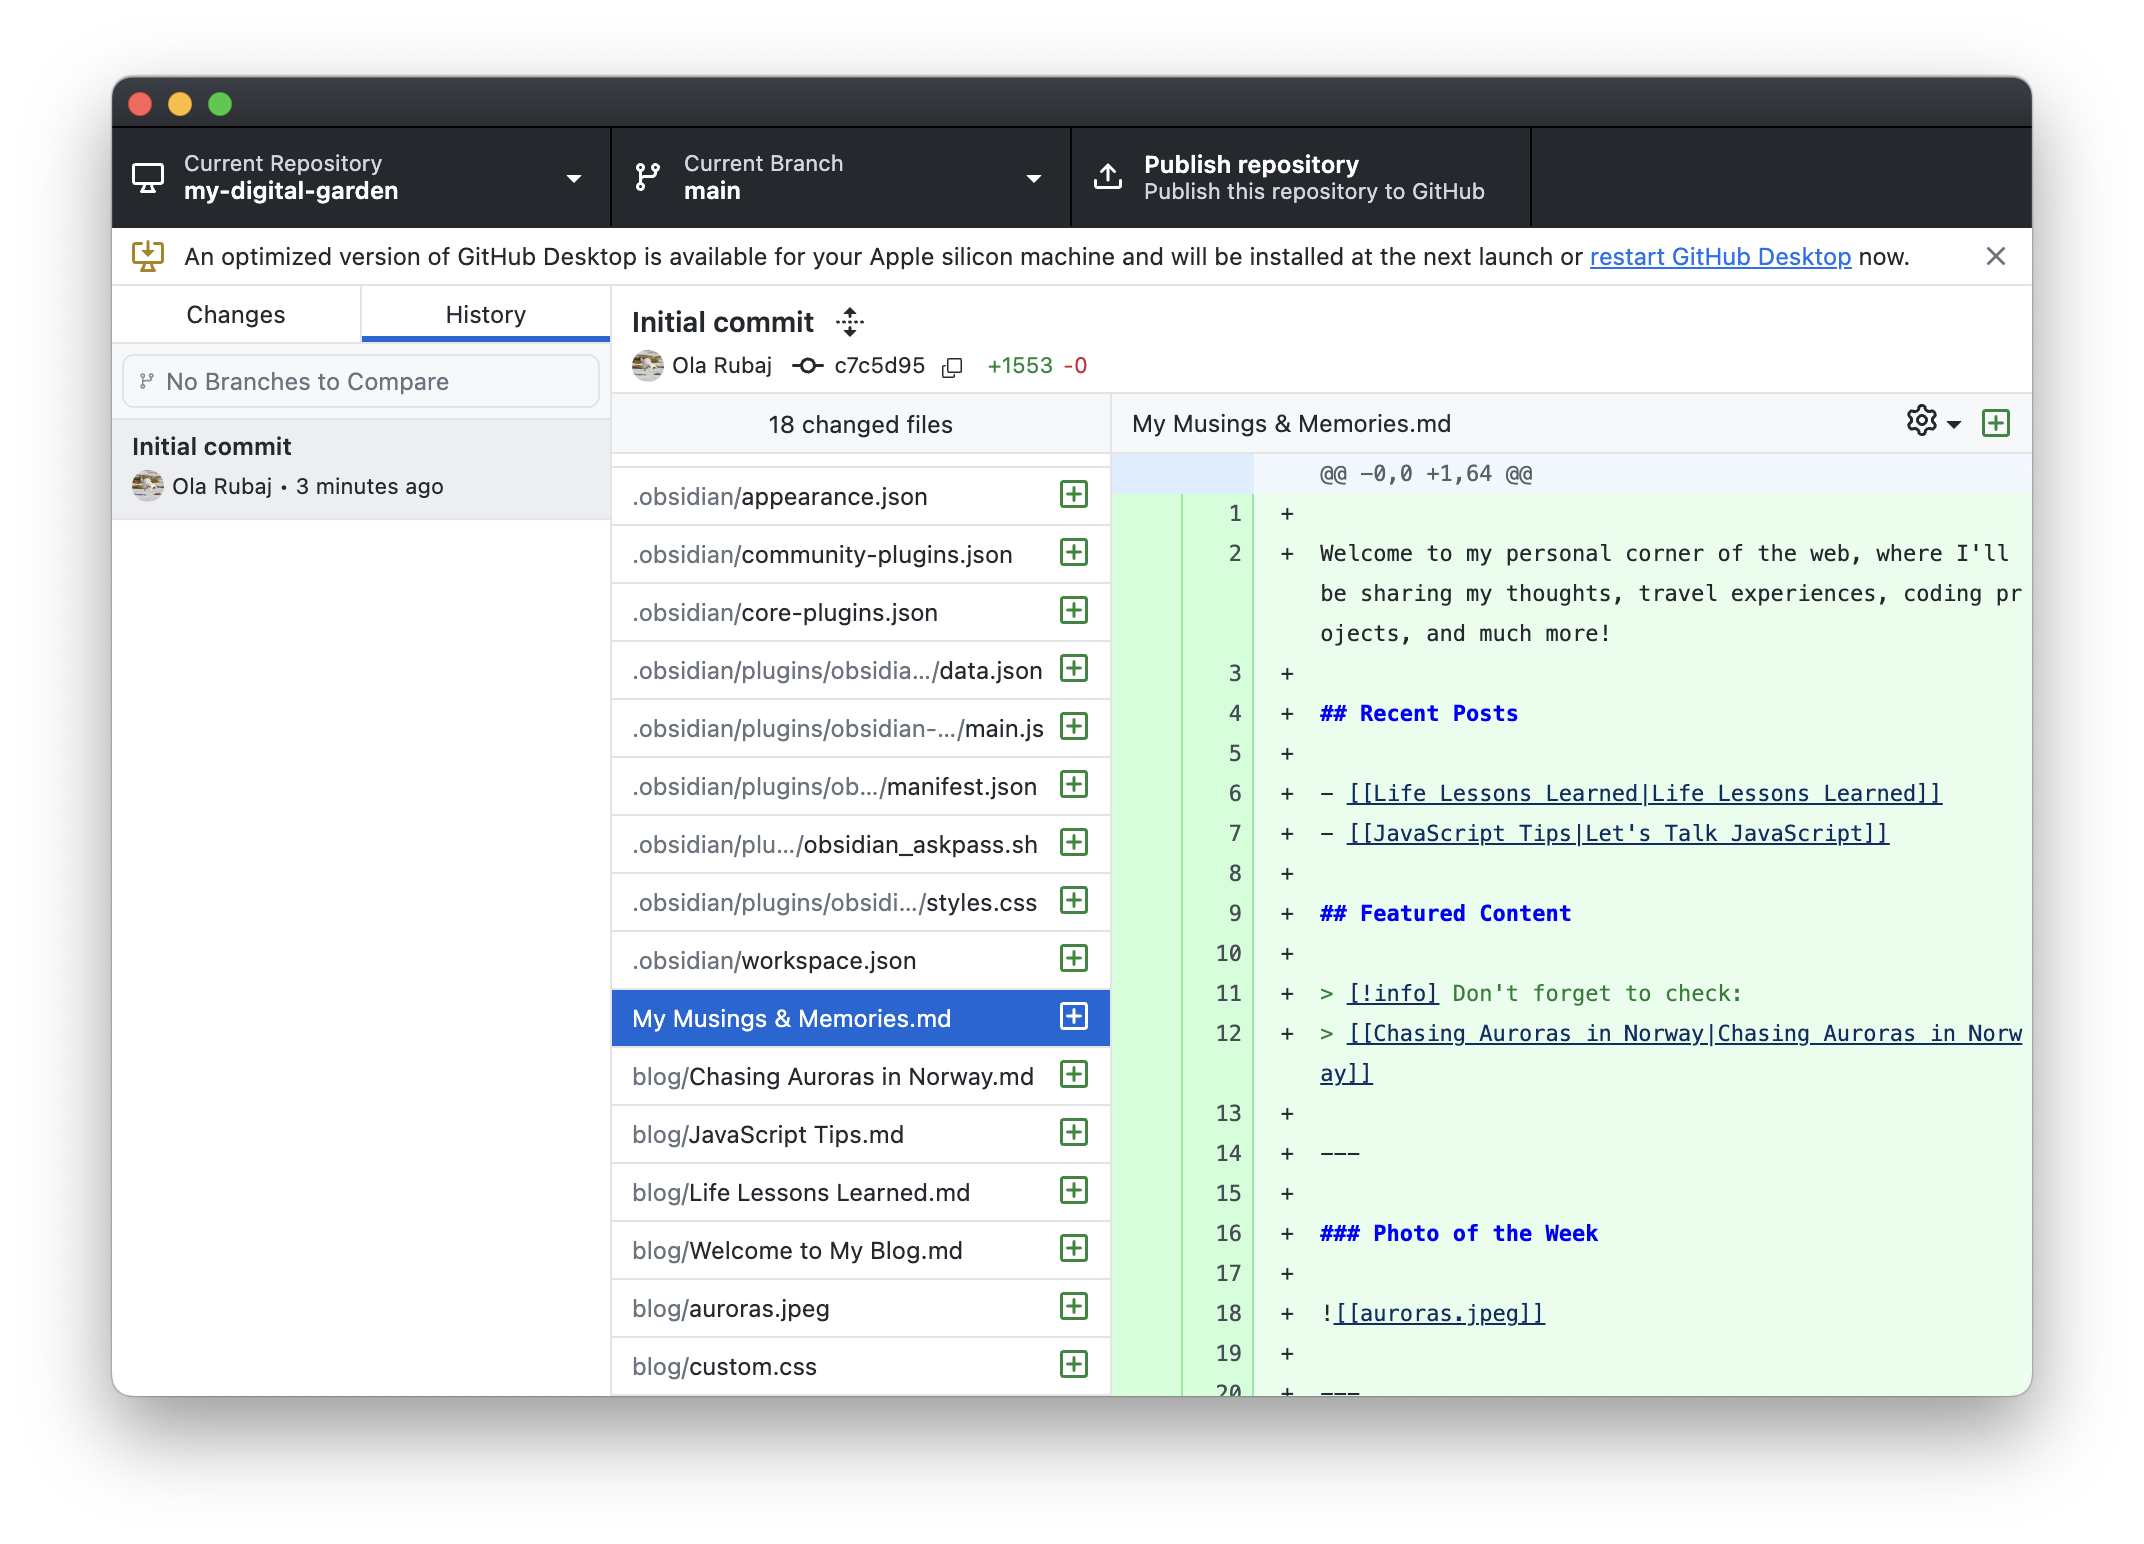 Current Repository
my-digital-garden
Current Branch
main
Publish repository
Publish this repository to GitHub
An optimized version of GitHub Desktop is available for your Apple silicon machine and will be installed at the next launch or restart GitHub Desktop now.
Changes
History
No Branches to Compare
Initial commit
Ola Rubaj • 3 minutes ago
Initial commit
Ola Rubaj c7c5d95 +1553 -0
18 changed files
.obsidian/appearance.json
.obsidian/community-plugins.json
.obsidian/core-plugins.json
.obsidian/plugins/obsidia.../data.json
.obsidian/plugins/obsidian-.../main.js
.obsidian/plugins/ob.../manifest.json
.obsidian/plu.../obsidian_askpass.sh
.obsidian/plugins/obsidi.../styles.css
.obsidian/workspace.json
My Musings & Memories.md
blog/Chasing Auroras in Norway.md
blog/JavaScript Tips.md
blog/Life Lessons Learned.md
blog/Welcome to My Blog.md
blog/auroras.jpeg
blog/custom.css
My Musings & Memories.md
@@ -0,0 +1,64 @@
1 +
2 + Welcome to my personal corner of the web, where I'll
be sharing my thoughts, travel experiences, coding pr
ojects, and much more!
3 +
4 + ## Recent Posts
5 +
6 + - [[Life Lessons Learned|Life Lessons Learned]]
7 + - [[JavaScript Tips|Let's Talk JavaScript]]
8 +
9 + ## Featured Content
10 +
11 + > [!info] Don't forget to check:
12 + > [[Chasing Auroras in Norway|Chasing Auroras in Norw
ay]]
13 +
14 + ---
15 +
16 + ### Photo of the Week
17 +
18 + ![[auroras.jpeg]]
19 +
20 + ---